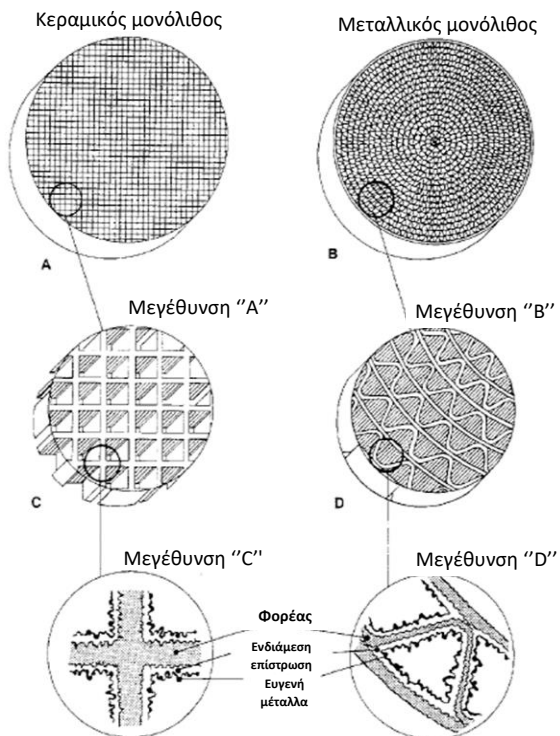 Κεραμικός μονόλιθος
Μεταλλικός μονόλιθος
A
B
Μεγέθυνση ‘‘A’’
Μεγέθυνση ‘‘B’’
C
D
Μεγέθυνση ‘‘C’’
Μεγέθυνση ‘‘D’’
Φορέας
Ενδιάμεση
επίστρωση
Ευγενή
μέταλλα